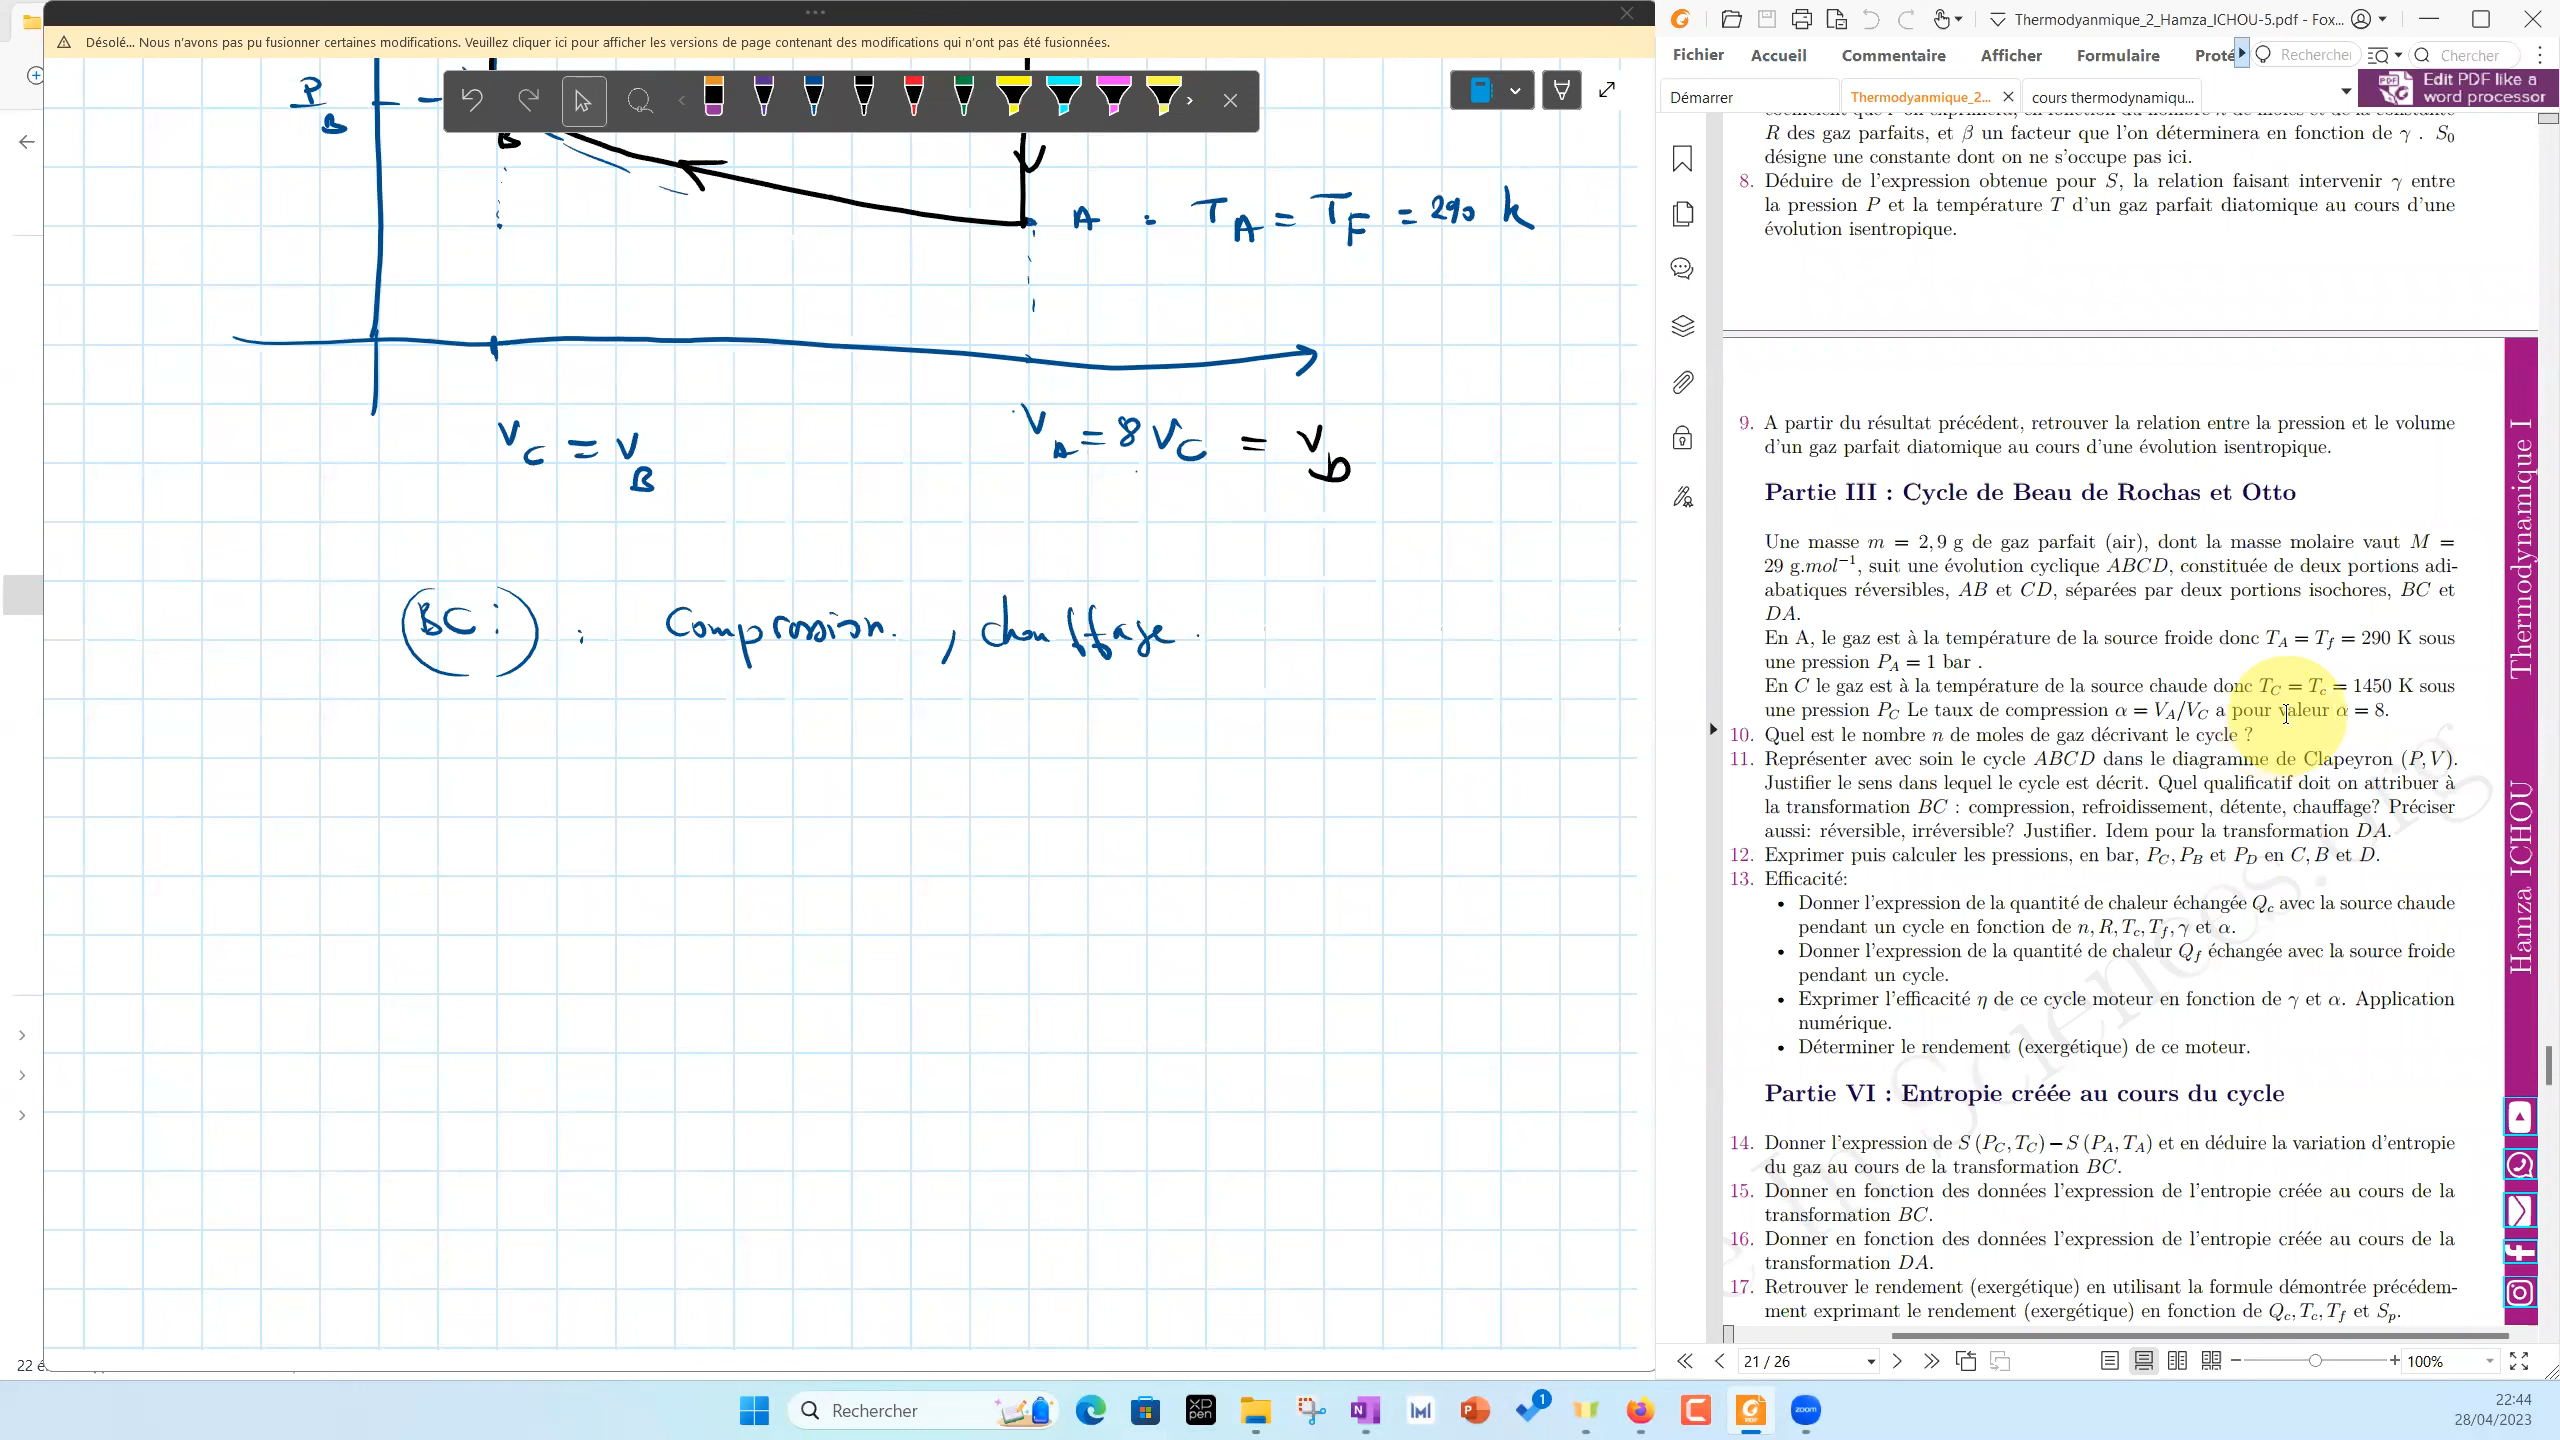 Désolé... Nous n'avons pas pu fusionner certaines modifications. Veuillez cliquer ici pour afficher les versions de page contenant des modifications qui n'ont pas été fusionnées.
P B
B
A : T A = T F = 290 k
V C = V B
V A = 8 V C = V D
BC : : Compression , chauffage .
22 é
Thermodyanmique_2_Hamza_ICHOU-5.pdf - Fox...
Fichier Accueil Commentaire Afficher Formulaire Proté Rechercher Chercher
Démarrer Thermodyanmique_2... cours thermodynamiqu...
Edit PDF like a
word processor
R des gaz parfaits, et β un facteur que l'on déterminera en fonction de γ . S0
désigne une constante dont on ne s'occupe pas ici.
8. Déduire de l'expression obtenue pour S, la relation faisant intervenir γ entre
la pression P et la température T d'un gaz parfait diatomique au cours d'une
évolution isentropique.
9. A partir du résultat précédent, retrouver la relation entre la pression et le volume
d'un gaz parfait diatomique au cours d'une évolution isentropique.
Partie III : Cycle de Beau de Rochas et Otto
Une masse m = 2,9 g de gaz parfait (air), dont la masse molaire vaut M =
29 g.mol−1, suit une évolution cyclique ABCD, constituée de deux portions adi-
abatiques réversibles, AB et CD, séparées par deux portions isochores, BC et
DA.
En A, le gaz est à la température de la source froide donc TA = Tf = 290 K sous
une pression PA = 1 bar .
En C le gaz est à la température de la source chaude donc TC = Tc = 1450 K sous
une pression PC Le taux de compression α = VA/VC a pour valeur α = 8.
10. Quel est le nombre n de moles de gaz décrivant le cycle ?
11. Représenter avec soin le cycle ABCD dans le diagramme de Clapeyron (P, V).
Justifier le sens dans lequel le cycle est décrit. Quel qualificatif doit on attribuer à
la transformation BC : compression, refroidissement, détente, chauffage? Préciser
aussi: réversible, irréversible? Justifier. Idem pour la transformation DA.
12. Exprimer puis calculer les pressions, en bar, PC, PB et PD en C, B et D.
13. Efficacité:
• Donner l'expression de la quantité de chaleur échangée Qc avec la source chaude
pendant un cycle en fonction de n, R, Tc, Tf, γ et α.
• Donner l'expression de la quantité de chaleur Qf échangée avec la source froide
pendant un cycle.
• Exprimer l'efficacité η de ce cycle moteur en fonction de γ et α. Application
numérique.
• Déterminer le rendement (exergétique) de ce moteur.
Partie VI : Entropie créée au cours du cycle
14. Donner l'expression de S (PC, TC) − S (PA, TA) et en déduire la variation d'entropie
du gaz au cours de la transformation BC.
15. Donner en fonction des données l'expression de l'entropie créée au cours de la
transformation BC.
16. Donner en fonction des données l'expression de l'entropie créée au cours de la
transformation DA.
17. Retrouver le rendement (exergétique) en utilisant la formule démontrée précédem-
ment exprimant le rendement (exergétique) en fonction de Qc, Tc, Tf et Sp.
Thermodynamique I
Hamza ICHOU
Sciences.org
21 / 26
100%
Rechercher
XD
pen
1
zoom
22:44
28/04/2023